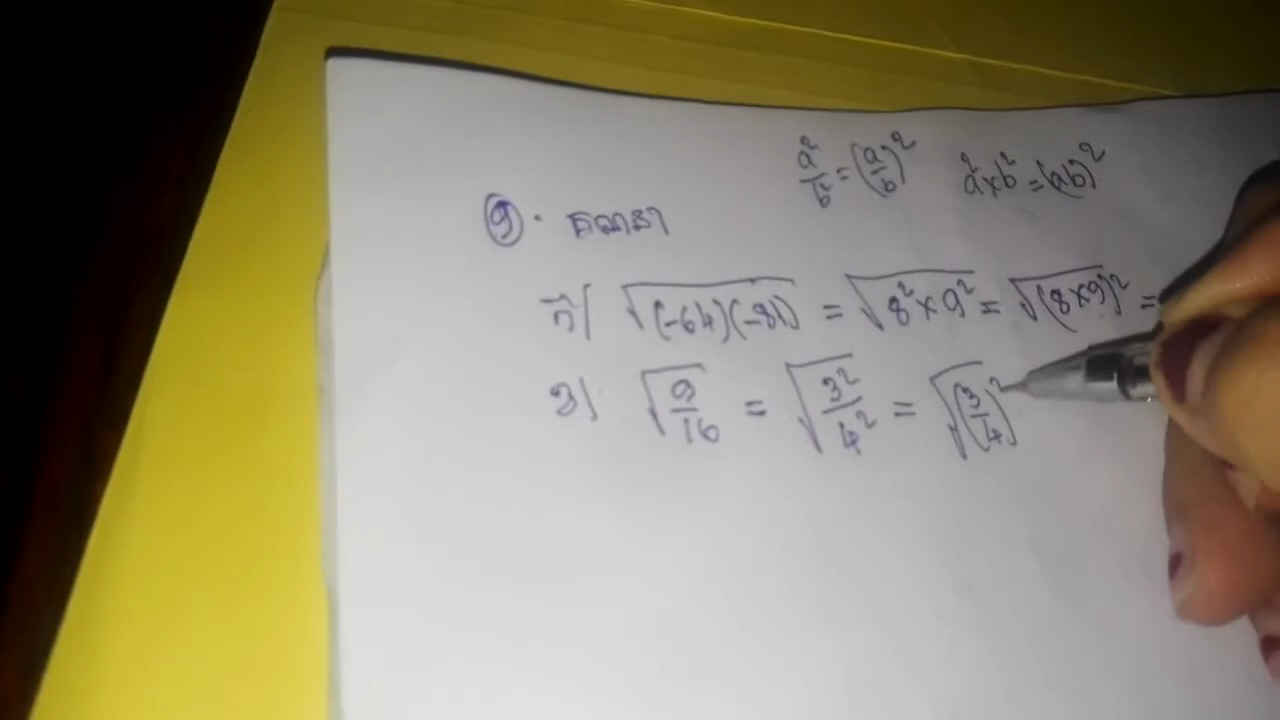 a²/b² = (a/b)² a²×b² = (ab)²
១. គណនា
ក/ √(-64)(-81) = √8²×9² = √(8×9)² =
ខ/ √9/16 = √3²/4² = √(3/4)²